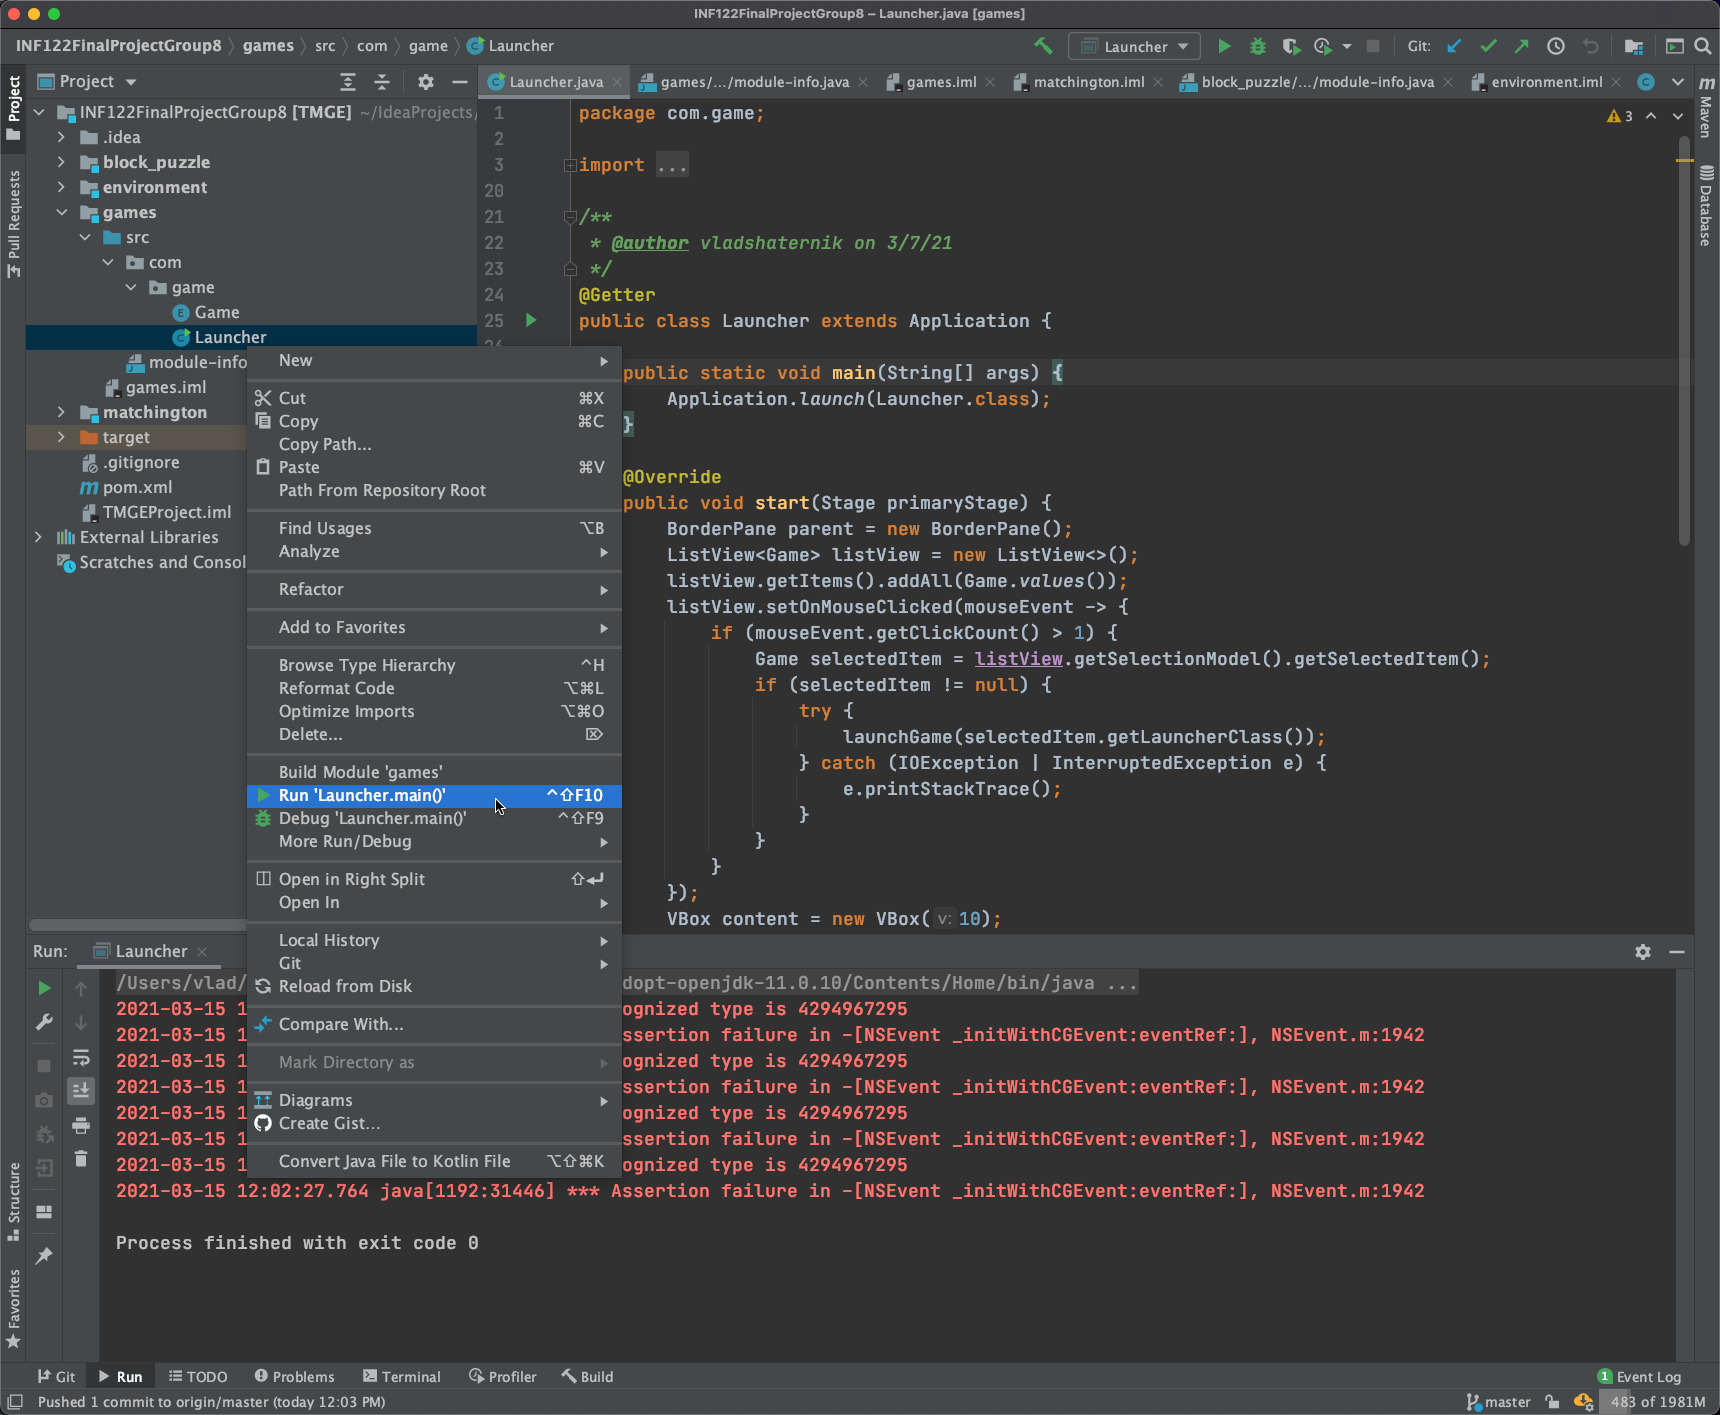 INF122FinalProjectGroup8 – Launcher.java [games]
INF122FinalProjectGroup8 games src com game Launcher
Launcher Git:
Project
Launcher.java games/.../module-info.java games.iml matchington.iml block_puzzle/.../module-info.java environment.iml
Project
Pull Requests
Structure
Favorites
Maven
Database
INF122FinalProjectGroup8 [TMGE] ~/IdeaProjects/
.idea
block_puzzle
environment
games
src
com
game
Game
Launcher
module-info
games.iml
matchington
target
.gitignore
pom.xml
TMGEProject.iml
External Libraries
Scratches and Consol
New
Cut ⌘X
Copy ⌘C
Copy Path...
Paste ⌘V
Path From Repository Root
Find Usages ⌥B
Analyze
Refactor
Add to Favorites
Browse Type Hierarchy ^H
Reformat Code ⌥⌘L
Optimize Imports ⌥⌘O
Delete... ⌦
Build Module 'games'
Run 'Launcher.main()' ^⇧F10
Debug 'Launcher.main()' ^⇧F9
More Run/Debug
Open in Right Split ⇧↩
Open In
Local History
Git
Reload from Disk
Compare With...
Mark Directory as
Diagrams
Create Gist...
Convert Java File to Kotlin File ⌥⇧⌘K
3
1 package com.game;
2
3 import ...
20
21 /**
22 * @author vladshaternik on 3/7/21
23 */
24 @Getter
25 public class Launcher extends Application {
26
public static void main(String[] args) {
Application.launch(Launcher.class);
}
@Override
public void start(Stage primaryStage) {
BorderPane parent = new BorderPane();
ListView<Game> listView = new ListView<>();
listView.getItems().addAll(Game.values());
listView.setOnMouseClicked(mouseEvent -> {
if (mouseEvent.getClickCount() > 1) {
Game selectedItem = listView.getSelectionModel().getSelectedItem();
if (selectedItem != null) {
try {
launchGame(selectedItem.getLauncherClass());
} catch (IOException | InterruptedException e) {
e.printStackTrace();
}
}
}
});
VBox content = new VBox( v: 10);
Run: Launcher
/Users/vlad/ dopt-openjdk-11.0.10/Contents/Home/bin/java ...
2021-03-15 1 ognized type is 4294967295
2021-03-15 1 ssertion failure in -[NSEvent _initWithCGEvent:eventRef:], NSEvent.m:1942
2021-03-15 1 ognized type is 4294967295
2021-03-15 1 ssertion failure in -[NSEvent _initWithCGEvent:eventRef:], NSEvent.m:1942
2021-03-15 1 ognized type is 4294967295
2021-03-15 1 ssertion failure in -[NSEvent _initWithCGEvent:eventRef:], NSEvent.m:1942
2021-03-15 1 ognized type is 4294967295
2021-03-15 12:02:27.764 java[1192:31446] *** Assertion failure in -[NSEvent _initWithCGEvent:eventRef:], NSEvent.m:1942
Process finished with exit code 0
Git Run TODO Problems Terminal Profiler Build 1 Event Log
Pushed 1 commit to origin/master (today 12:03 PM) master 483 of 1981M